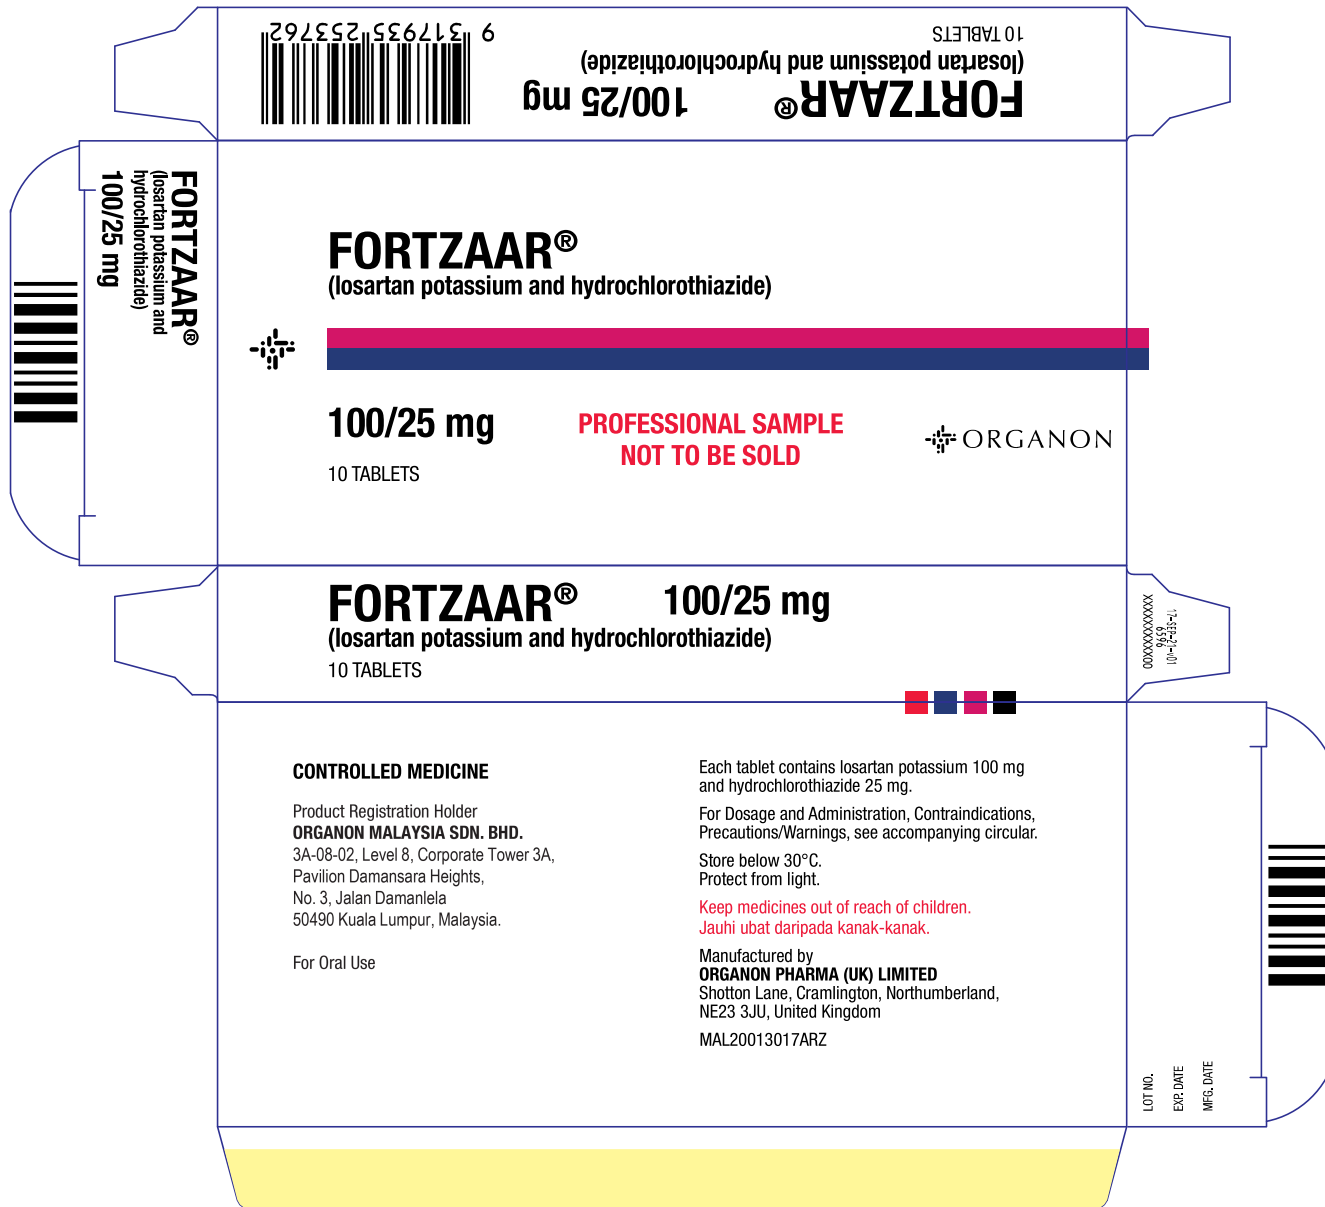 9 317935 253762
FORTZAAR® 100/25 mg
(losartan potassium and hydrochlorothiazide)
10 TABLETS
FORTZAAR®
(losartan potassium and
hydrochlorothiazide)
100/25 mg
FORTZAAR®
(losartan potassium and hydrochlorothiazide)
100/25 mg
10 TABLETS
PROFESSIONAL SAMPLE
NOT TO BE SOLD
ORGANON
FORTZAAR® 100/25 mg
(losartan potassium and hydrochlorothiazide)
10 TABLETS
17-SEP-21-v01
6596
XXXXXXXXXXX00
CONTROLLED MEDICINE
Product Registration Holder
ORGANON MALAYSIA SDN. BHD.
3A-08-02, Level 8, Corporate Tower 3A,
Pavilion Damansara Heights,
No. 3, Jalan Damanlela
50490 Kuala Lumpur, Malaysia.
For Oral Use
Each tablet contains losartan potassium 100 mg
and hydrochlorothiazide 25 mg.
For Dosage and Administration, Contraindications,
Precautions/Warnings, see accompanying circular.
Store below 30°C.
Protect from light.
Keep medicines out of reach of children.
Jauhi ubat daripada kanak-kanak.
Manufactured by
ORGANON PHARMA (UK) LIMITED
Shotton Lane, Cramlington, Northumberland,
NE23 3JU, United Kingdom
MAL20013017ARZ
LOT NO.
EXP. DATE
MFG. DATE